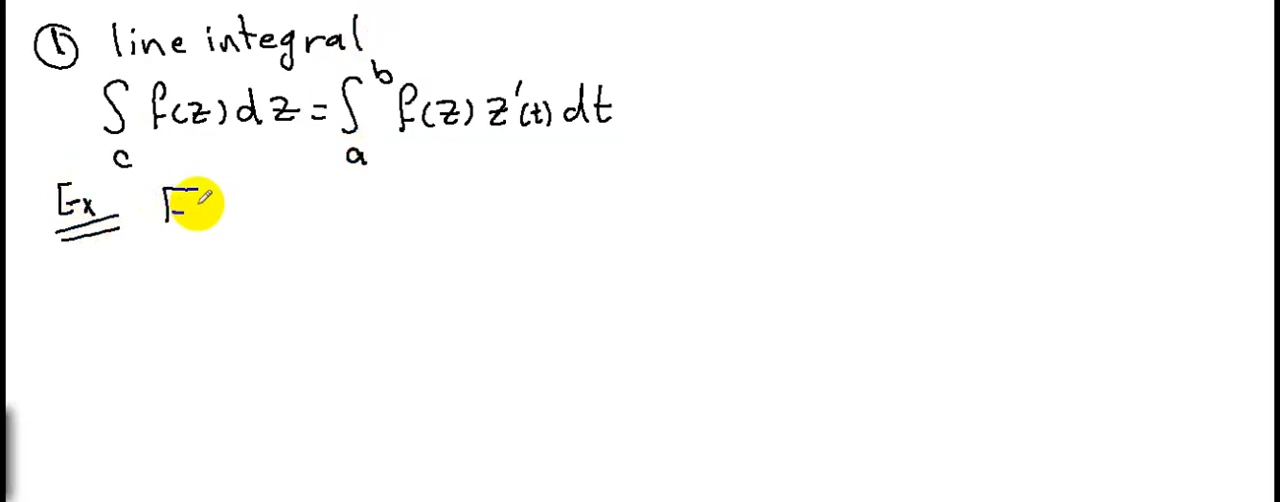 ① line integral
∫_c f(z) dz = ∫_a^b f(z) z'(t) dt
Ex F